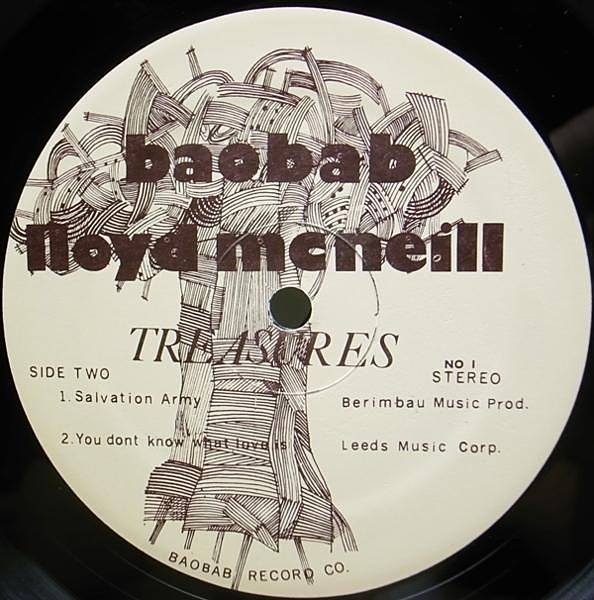 baobab
lloyd mcneill
TREASURES
SIDE TWO
NO 1
STEREO
1. Salvation Army
Berimbau Music Prod.
2. You dont know what love is
Leeds Music Corp.
BAOBAB RECORD CO.